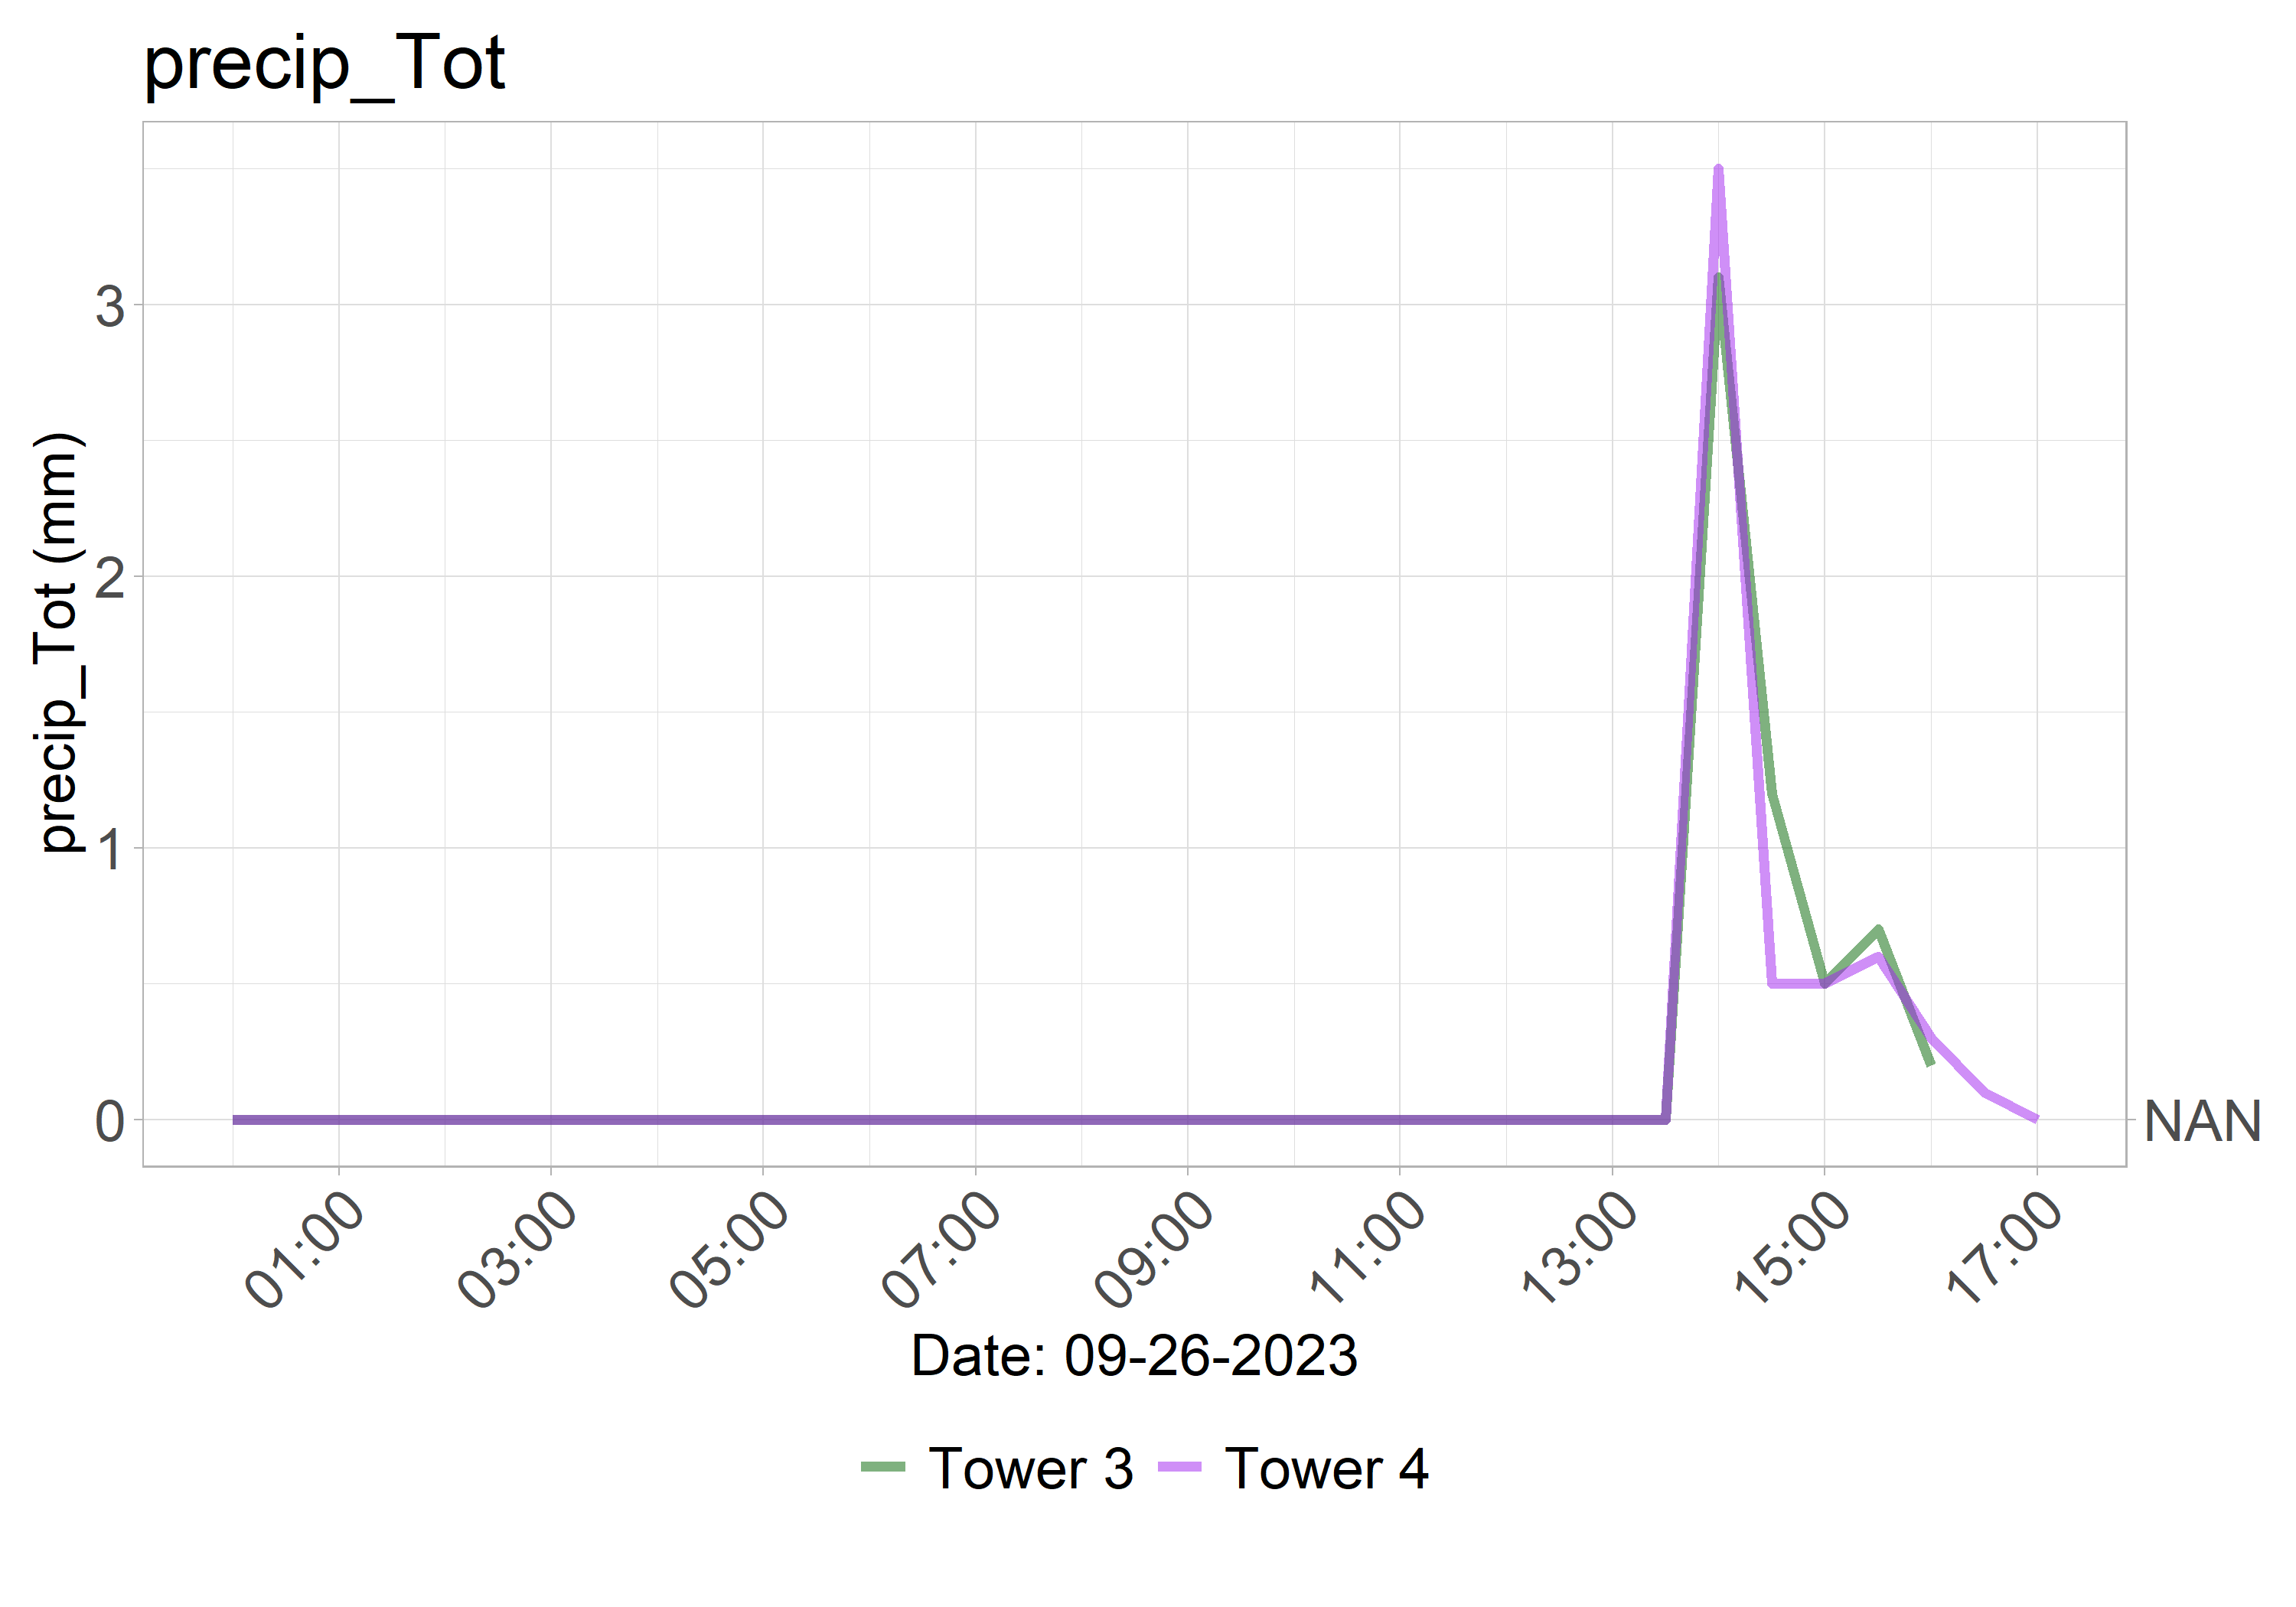 precip_Tot
precip_Tot (mm)
3
2
1
0
NAN
01:00 03:00 05:00 07:00 09:00 11:00 13:00 15:00 17:00
Date: 09-26-2023
Tower 3 Tower 4